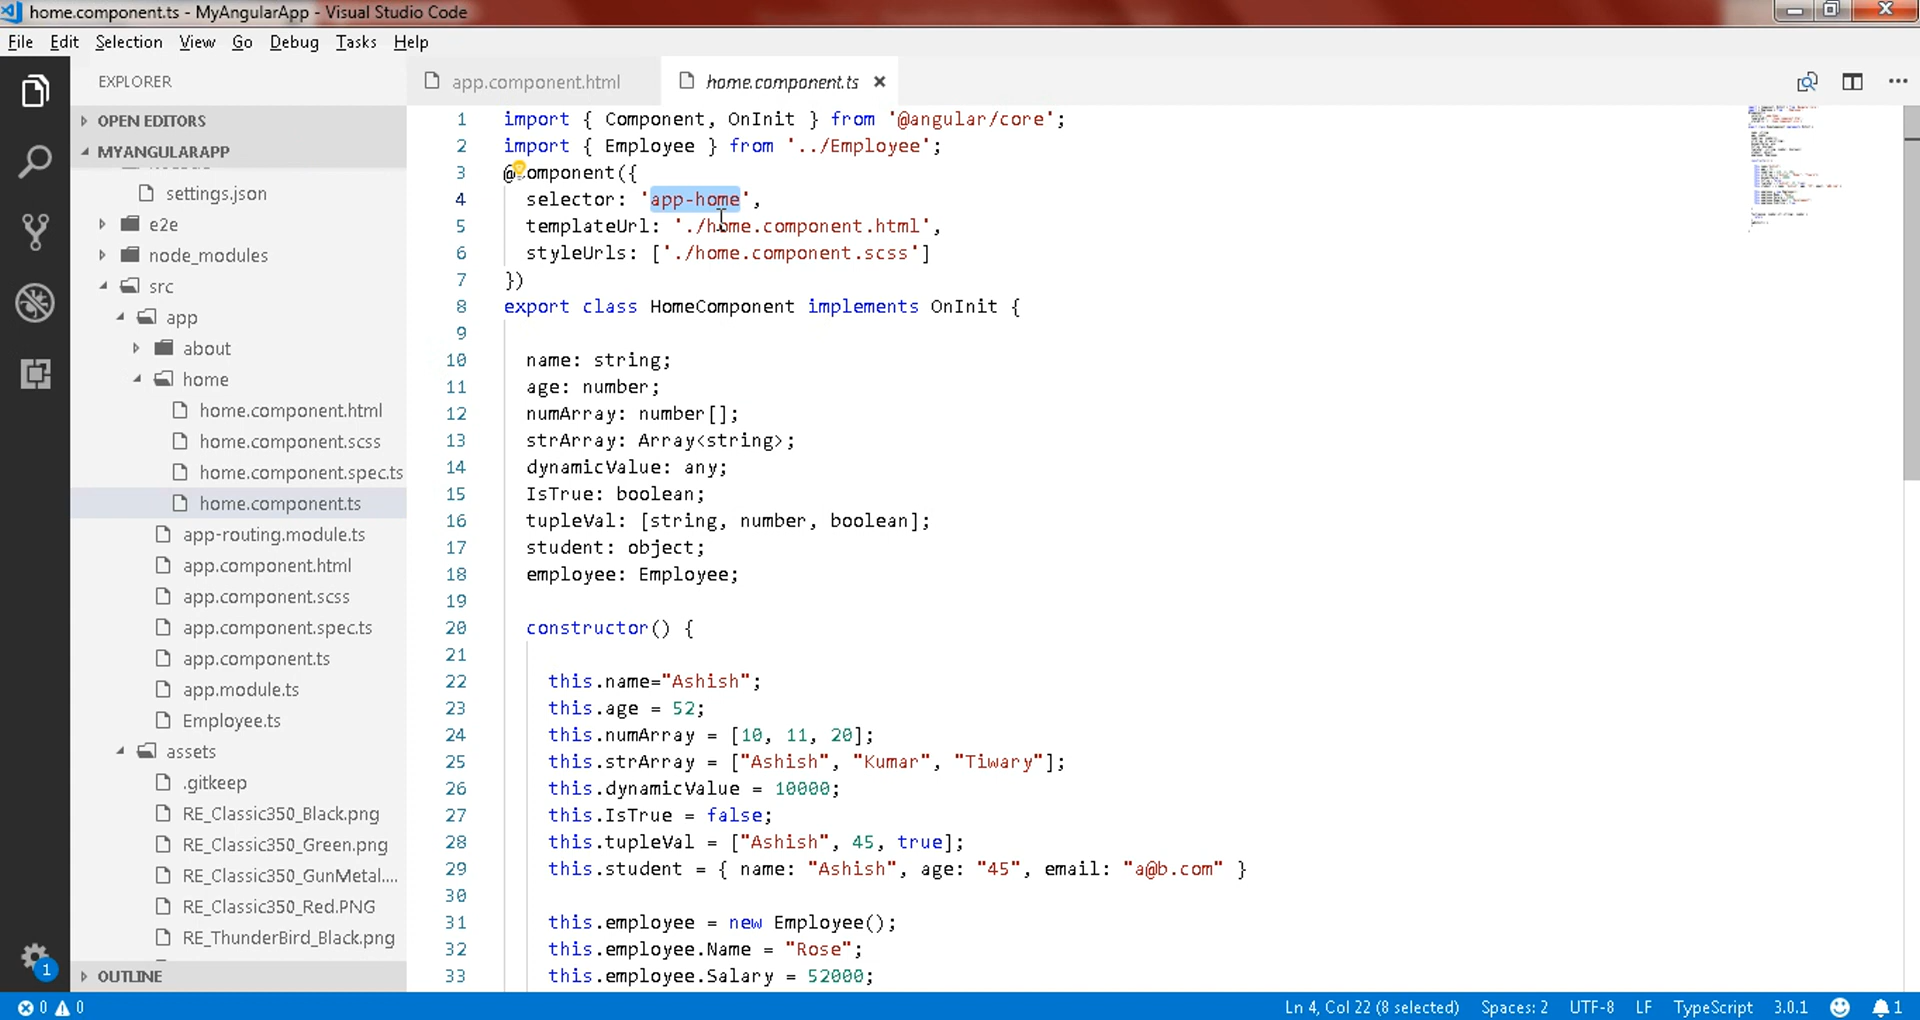 home.component.ts - MyAngularApp - Visual Studio Code
File Edit Selection View Go Debug Tasks Help
EXPLORER
app.component.html home.component.ts
OPEN EDITORS
MYANGULARAPP
settings.json
e2e
node_modules
src
app
about
home
home.component.html
home.component.scss
home.component.spec.ts
home.component.ts
app-routing.module.ts
app.component.html
app.component.scss
app.component.spec.ts
app.component.ts
app.module.ts
Employee.ts
assets
.gitkeep
RE_Classic350_Black.png
RE_Classic350_Green.png
RE_Classic350_GunMetal....
RE_Classic350_Red.PNG
RE_ThunderBird_Black.png
OUTLINE
1
1 import { Component, OnInit } from '@angular/core';
2 import { Employee } from '../Employee';
3 @Component({
4 selector: 'app-home',
5 templateUrl: './home.component.html',
6 styleUrls: ['./home.component.scss']
7 })
8 export class HomeComponent implements OnInit {
9
10 name: string;
11 age: number;
12 numArray: number[];
13 strArray: Array<string>;
14 dynamicValue: any;
15 IsTrue: boolean;
16 tupleVal: [string, number, boolean];
17 student: object;
18 employee: Employee;
19
20 constructor() {
21
22 this.name="Ashish";
23 this.age = 52;
24 this.numArray = [10, 11, 20];
25 this.strArray = ["Ashish", "Kumar", "Tiwary"];
26 this.dynamicValue = 10000;
27 this.IsTrue = false;
28 this.tupleVal = ["Ashish", 45, true];
29 this.student = { name: "Ashish", age: "45", email: "a@b.com" }
30
31 this.employee = new Employee();
32 this.employee.Name = "Rose";
33 this.employee.Salary = 52000;
0 0 Ln 4, Col 22 (8 selected) Spaces: 2 UTF-8 LF TypeScript 3.0.1 1